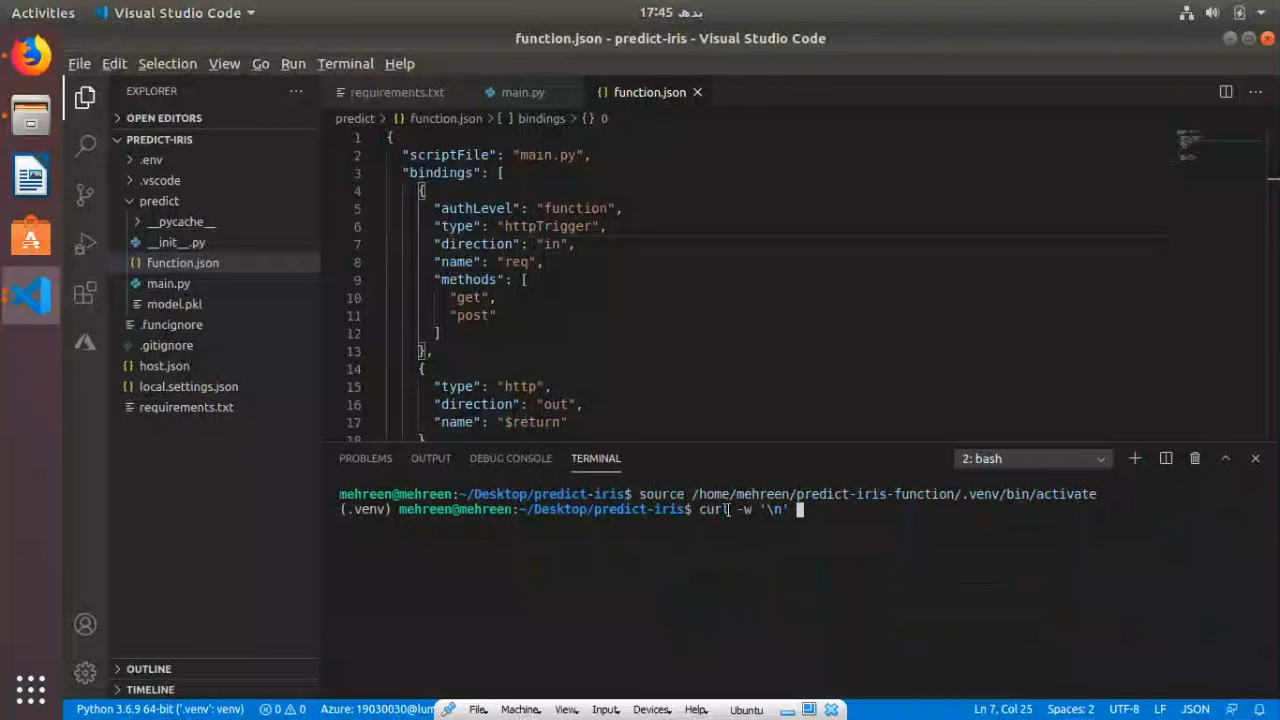 Activities Visual Studio Code 17:45 بدھ
function.json - predict-iris - Visual Studio Code
File Edit Selection View Go Run Terminal Help
EXPLORER
OPEN EDITORS
PREDICT-IRIS
.env
.vscode
predict
__pycache__
__init__.py
function.json
main.py
model.pkl
.funcignore
.gitignore
host.json
local.settings.json
requirements.txt
OUTLINE
TIMELINE
requirements.txt main.py function.json
predict > {} function.json > [ ] bindings > {} 0
1 {
2 "scriptFile": "main.py",
3 "bindings": [
4 {
5 "authLevel": "function",
6 "type": "httpTrigger",
7 "direction": "in",
8 "name": "req",
9 "methods": [
10 "get",
11 "post"
12 ]
13 },
14 {
15 "type": "http",
16 "direction": "out",
17 "name": "$return"
18 }
PROBLEMS OUTPUT DEBUG CONSOLE TERMINAL 2: bash
mehreen@mehreen:~/Desktop/predict-iris$ source /home/mehreen/predict-iris-function/.venv/bin/activate
(.venv) mehreen@mehreen:~/Desktop/predict-iris$ curl -w '\n'
Python 3.6.9 64-bit ('.venv': venv) 0 0 Azure: 19030030@lum File Machine View Input Devices Help Ubuntu Ln 7, Col 25 Spaces: 2 UTF-8 LF JSON